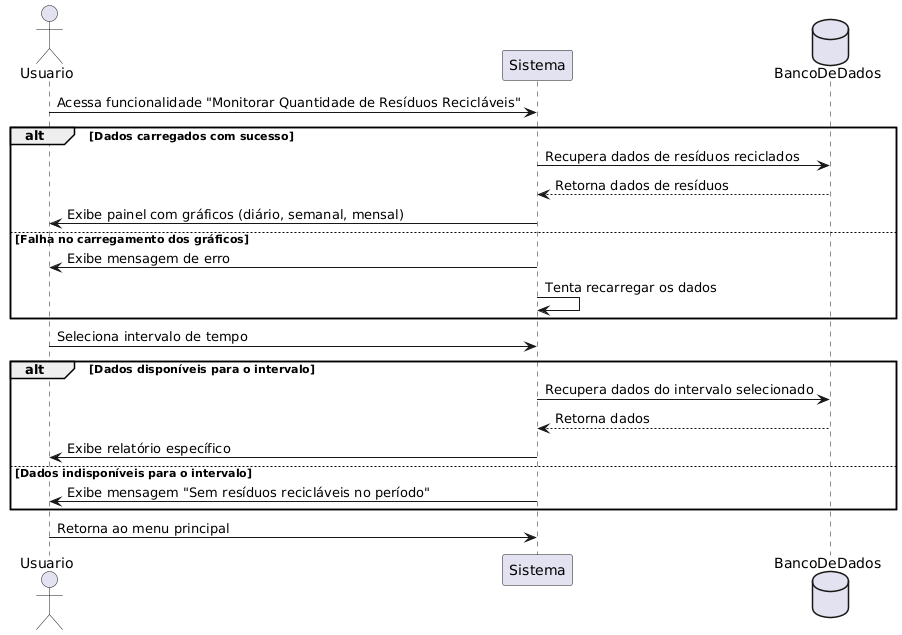 Usuario
Sistema
BancoDeDados
Acessa funcionalidade "Monitorar Quantidade de Resíduos Recicláveis"
alt [Dados carregados com sucesso]
Recupera dados de resíduos reciclados
Retorna dados de resíduos
Exibe painel com gráficos (diário, semanal, mensal)
[Falha no carregamento dos gráficos]
Exibe mensagem de erro
Tenta recarregar os dados
Seleciona intervalo de tempo
alt [Dados disponíveis para o intervalo]
Recupera dados do intervalo selecionado
Retorna dados
Exibe relatório específico
[Dados indisponíveis para o intervalo]
Exibe mensagem "Sem resíduos recicláveis no período"
Retorna ao menu principal
Usuario
Sistema
BancoDeDados